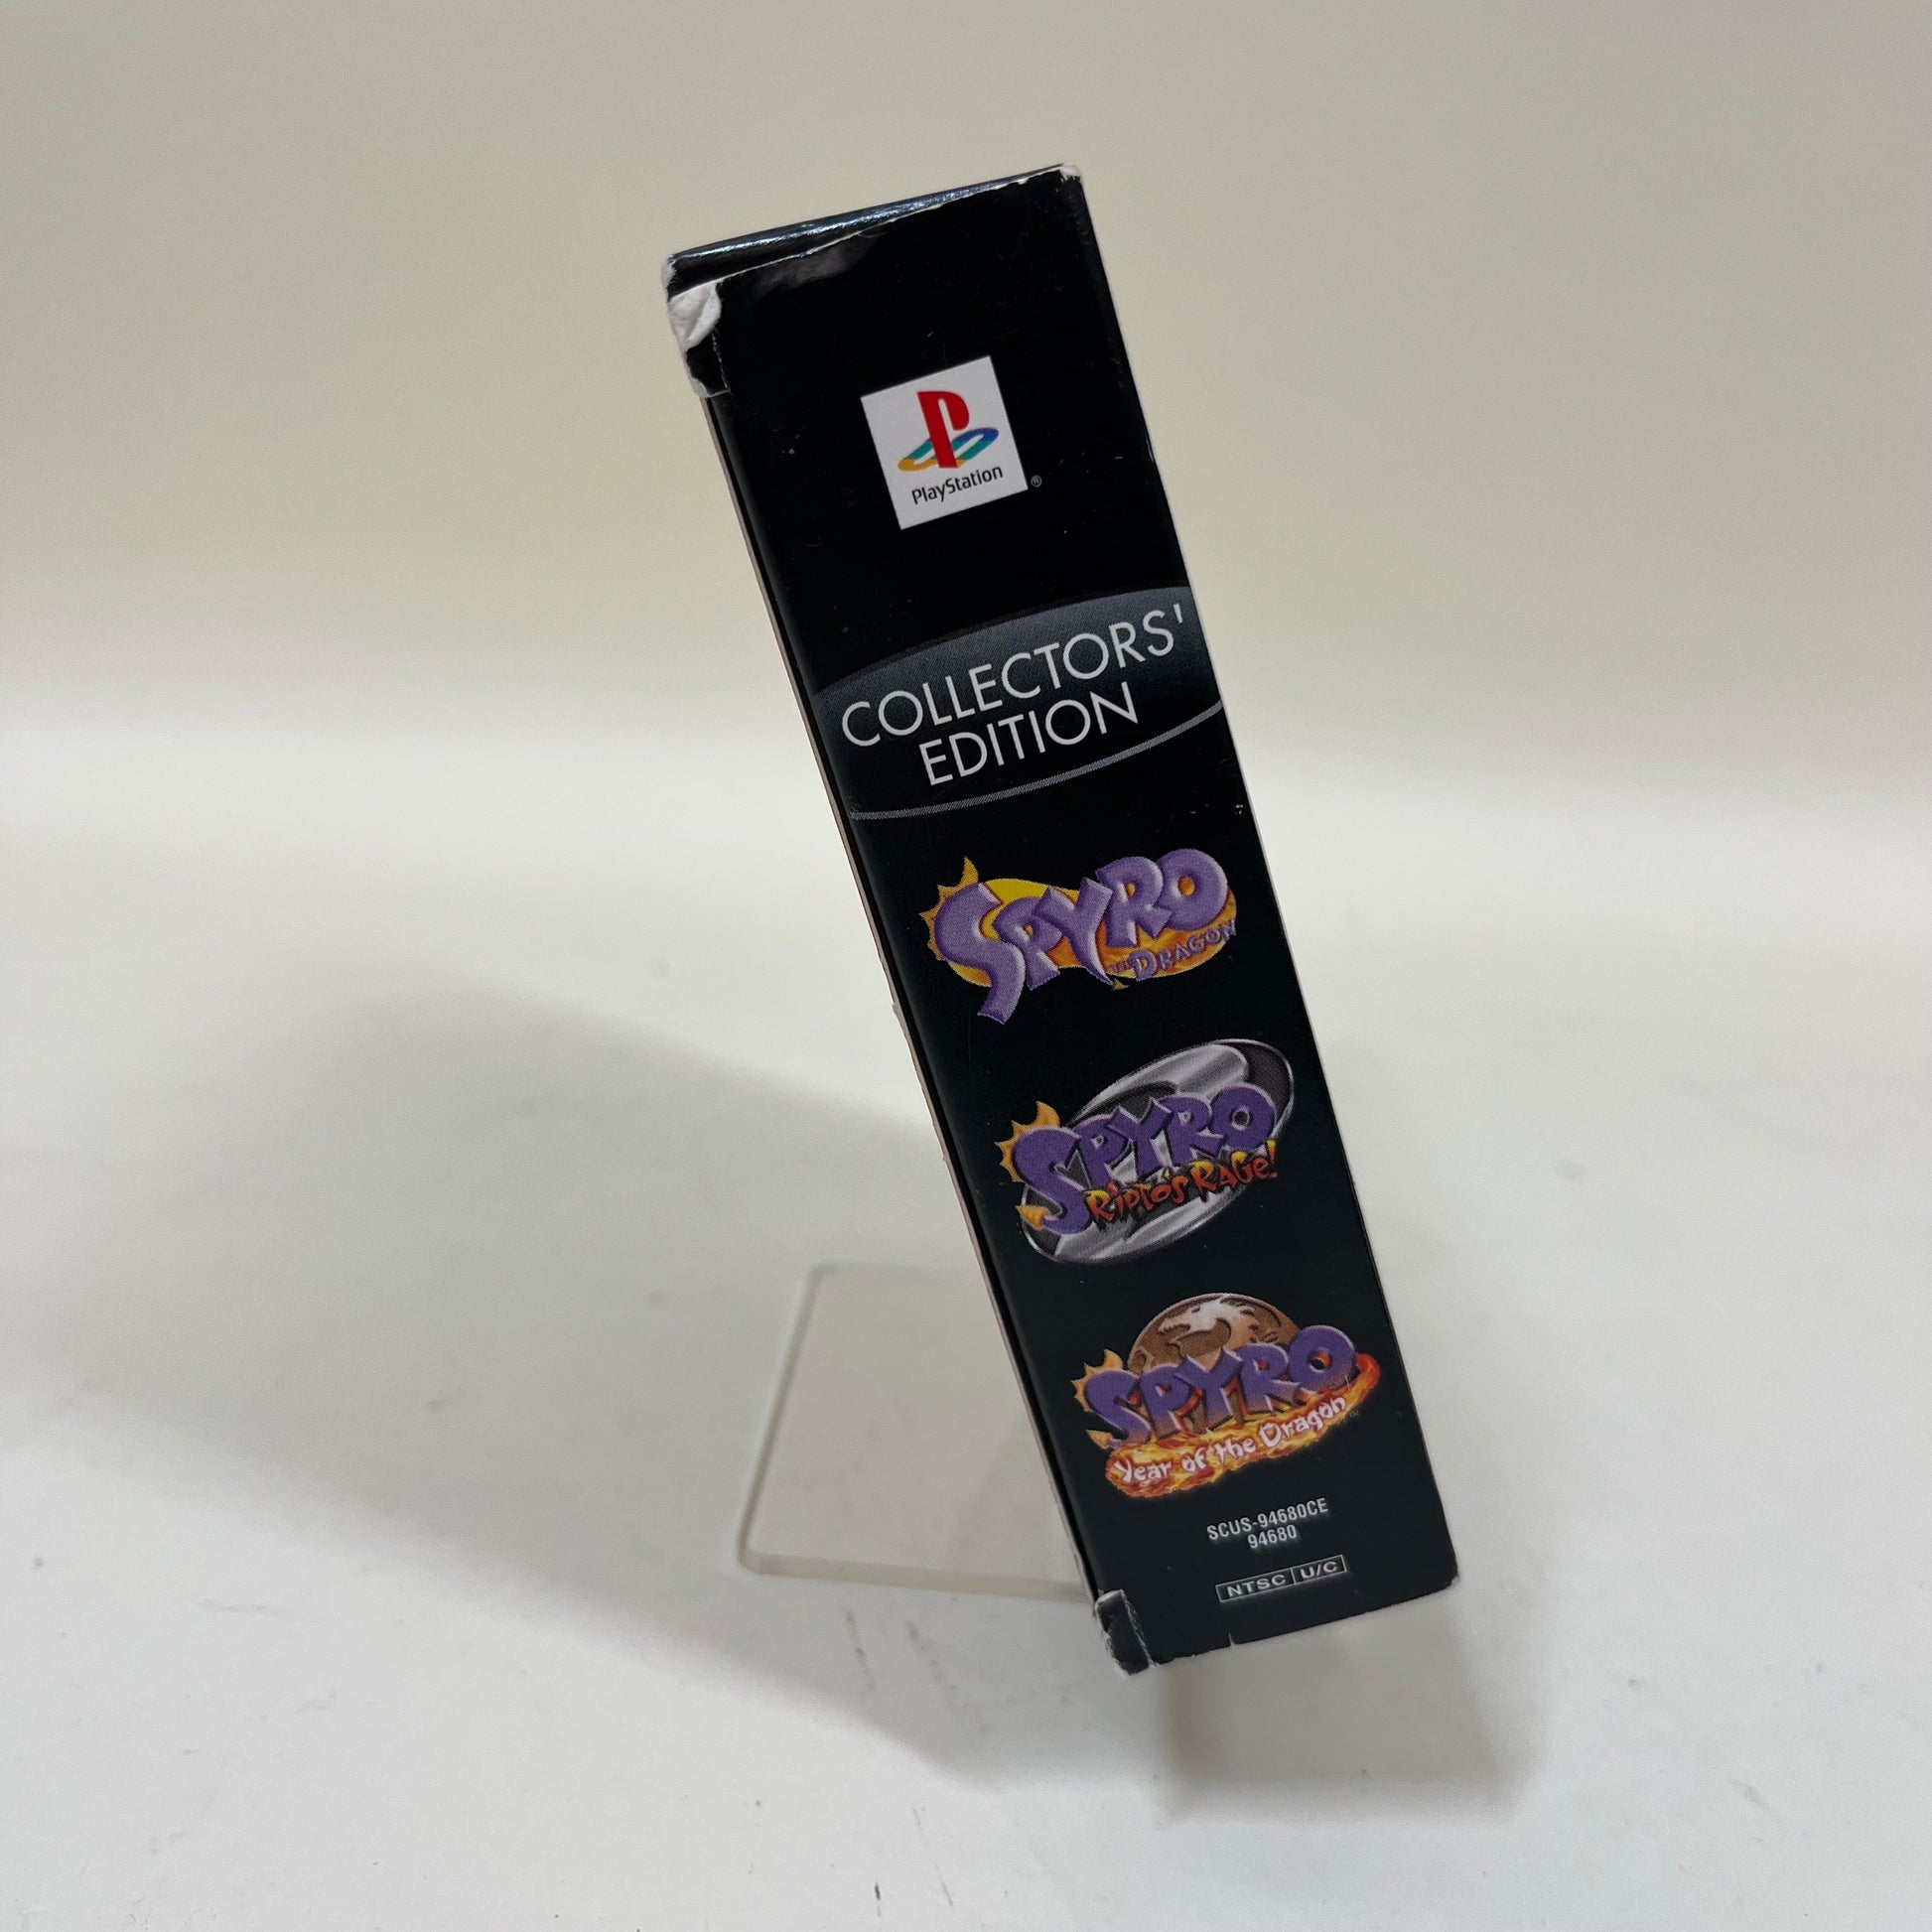 PlayStation
®
COLLECTORS'
EDITION
SPYRO
THE DRAGON
SPYRO
Ripto's RAGe!
SPYRO
Year of the Dragon
SCUS-94680CE
94680
NTSC U/C